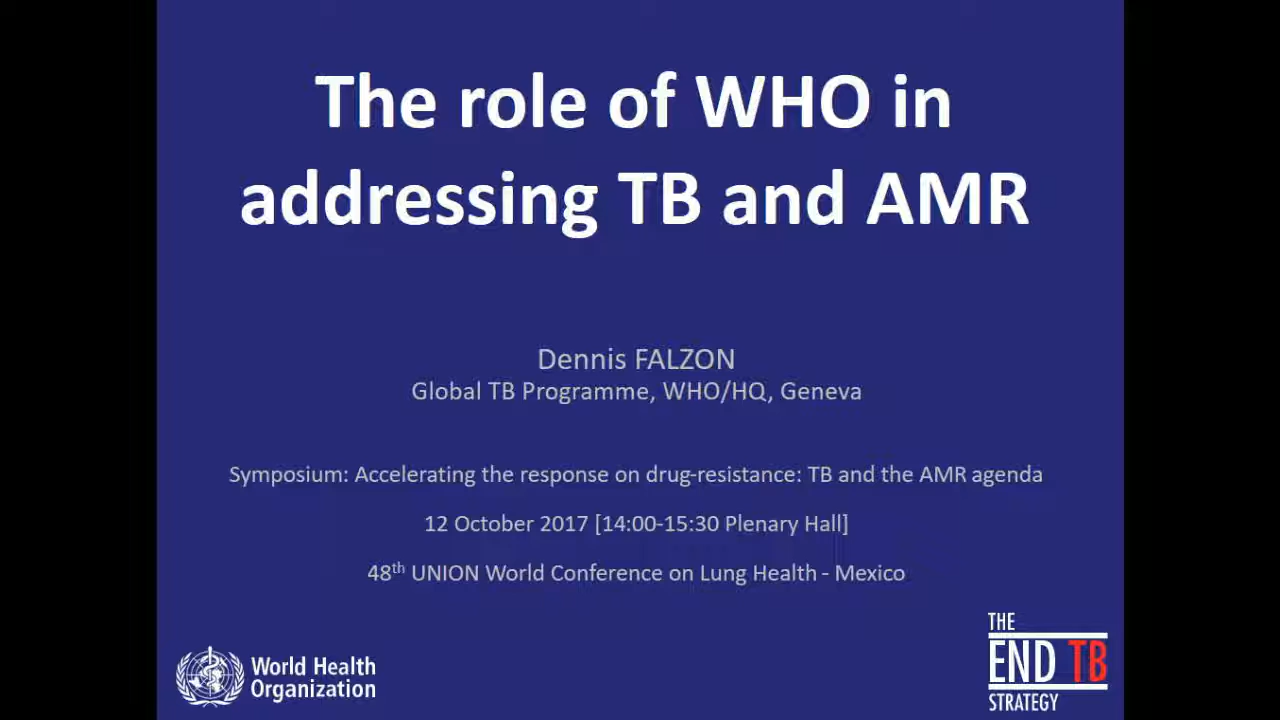 The role of WHO in
addressing TB and AMR
Dennis FALZON
Global TB Programme, WHO/HQ, Geneva
Symposium: Accelerating the response on drug-resistance: TB and the AMR agenda
12 October 2017 [14:00-15:30 Plenary Hall]
48th UNION World Conference on Lung Health - Mexico
World Health
Organization
THE
END TB
STRATEGY